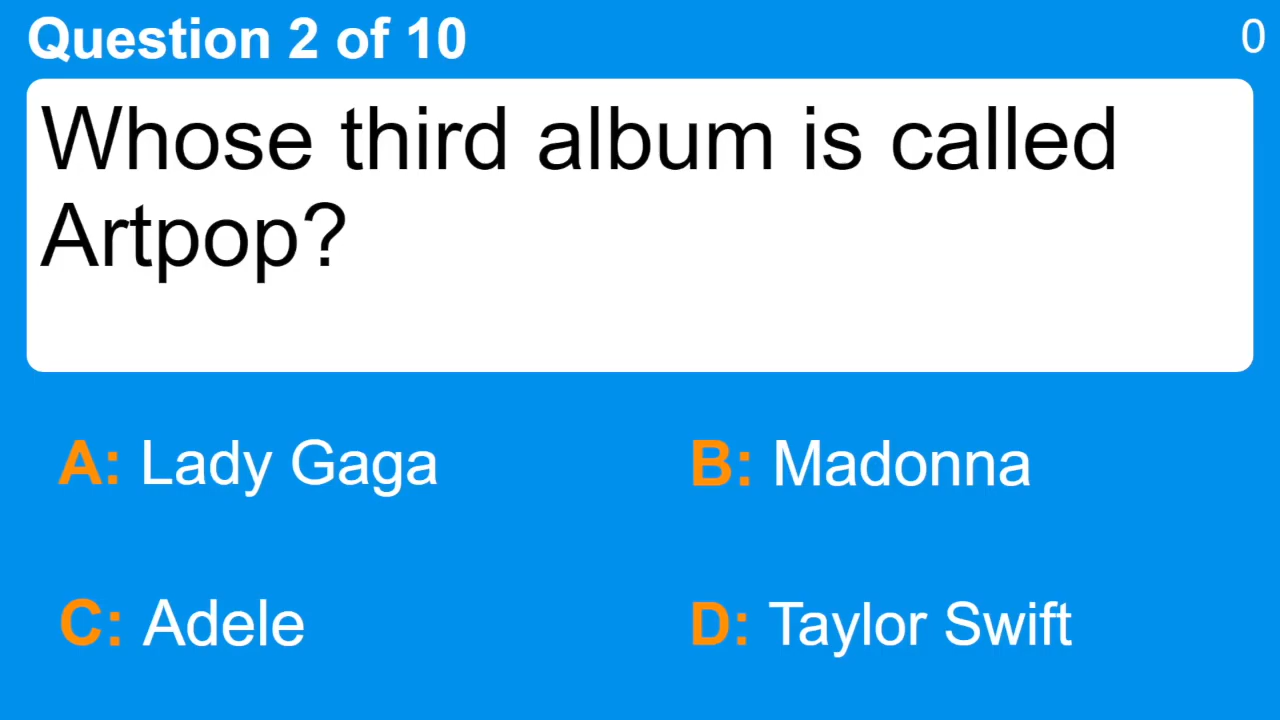 Question 2 of 10
0
Whose third album is called
Artpop?
A: Lady Gaga
B: Madonna
C: Adele
D: Taylor Swift